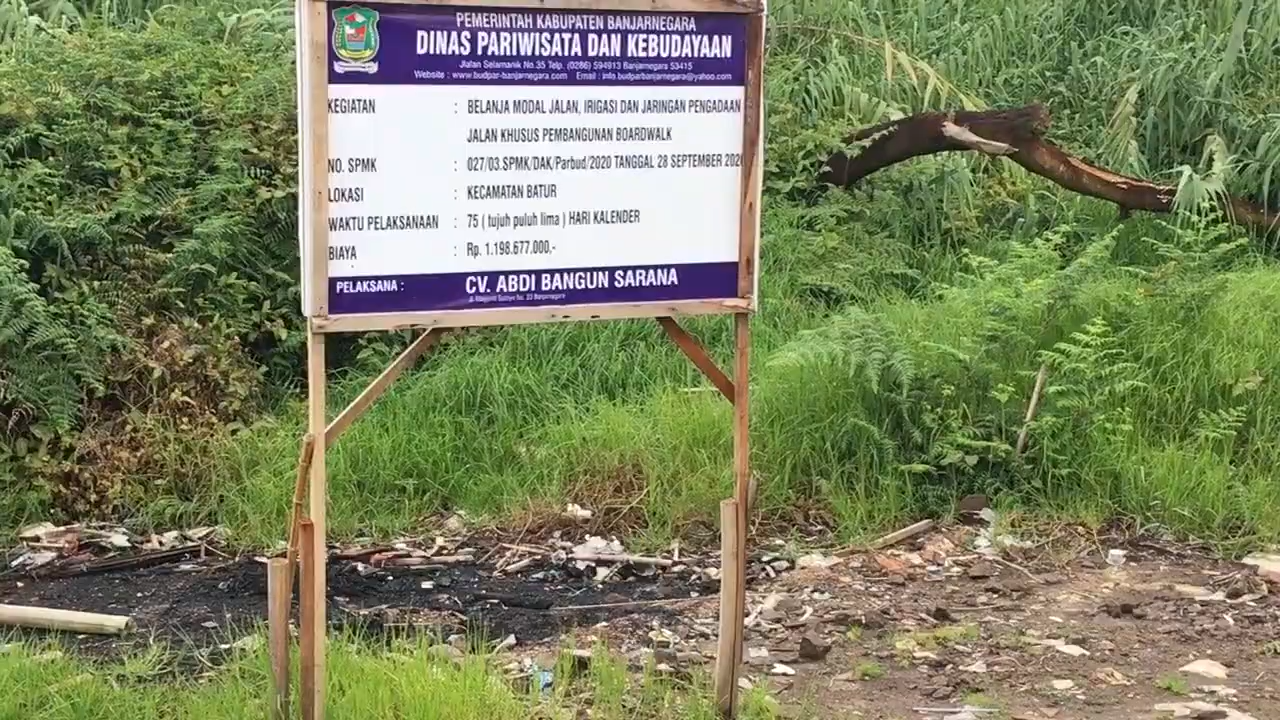 PEMERINTAH KABUPATEN BANJARNEGARA
DINAS PARIWISATA DAN KEBUDAYAAN
Jalan Selamanik No.35 Telp. (0286) 594913 Banjarnegara 53415
Website : www.budpar-banjarnegara.com Email : info.budparbanjarnegara@yahoo.com
KEGIATAN : BELANJA MODAL JALAN, IRIGASI DAN JARINGAN PENGADAAN
JALAN KHUSUS PEMBANGUNAN BOARDWALK
NO. SPMK : 027/03.SPMK/DAK/Parbud/2020 TANGGAL 28 SEPTEMBER 2020
LOKASI : KECAMATAN BATUR
WAKTU PELAKSANAAN : 75 ( tujuh puluh lima ) HARI KALENDER
BIAYA : Rp. 1.198.677.000,-
PELAKSANA : CV. ABDI BANGUN SARANA
Banjarnegara